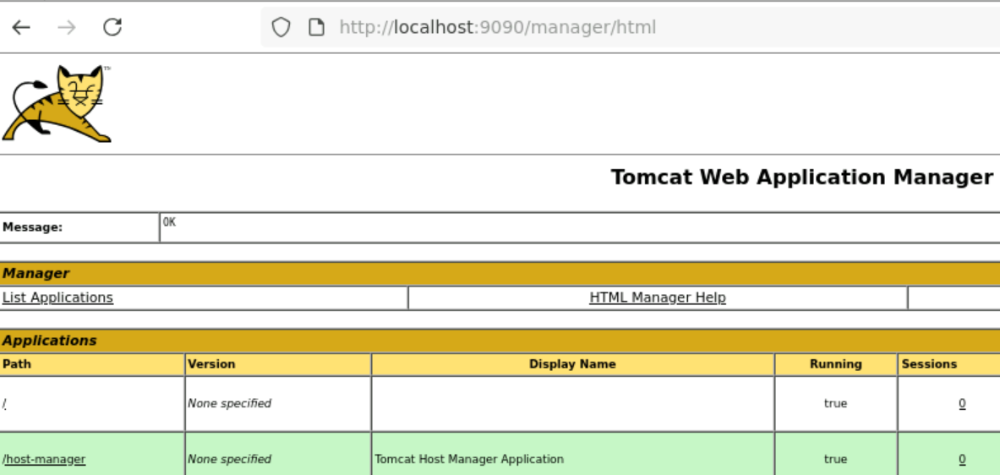 http://localhost:9090/manager/html
TM
Tomcat Web Application Manager
Message: OK
Manager
List Applications HTML Manager Help
Applications
Path Version Display Name Running Sessions
/ None specified true 0
/host-manager None specified Tomcat Host Manager Application true 0